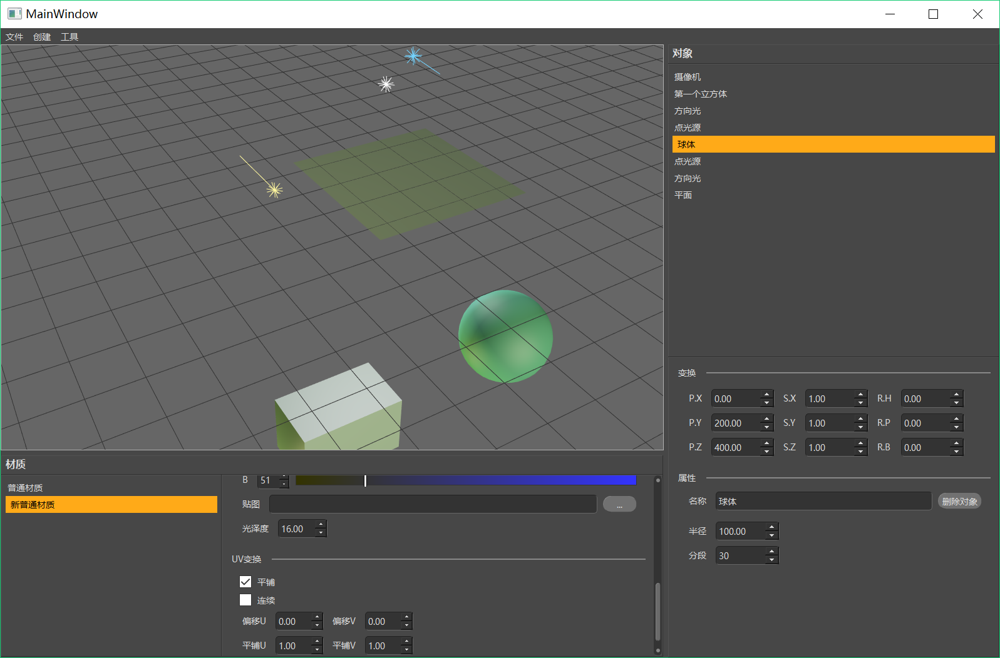 MainWindow
文件 创建 工具
对象
摄像机
第一个立方体
方向光
点光源
球体
点光源
方向光
平面
变换
P.X 0.00 S.X 1.00 R.H 0.00
P.Y 200.00 S.Y 1.00 R.P 0.00
P.Z 400.00 S.Z 1.00 R.B 0.00
属性
名称 球体 删除对象
半径 100.00
分段 30
材质
普通材质
新普通材质
B 51
贴图 ...
光泽度 16.00
UV变换
平铺
连续
偏移U 0.00 偏移V 0.00
平铺U 1.00 平铺V 1.00